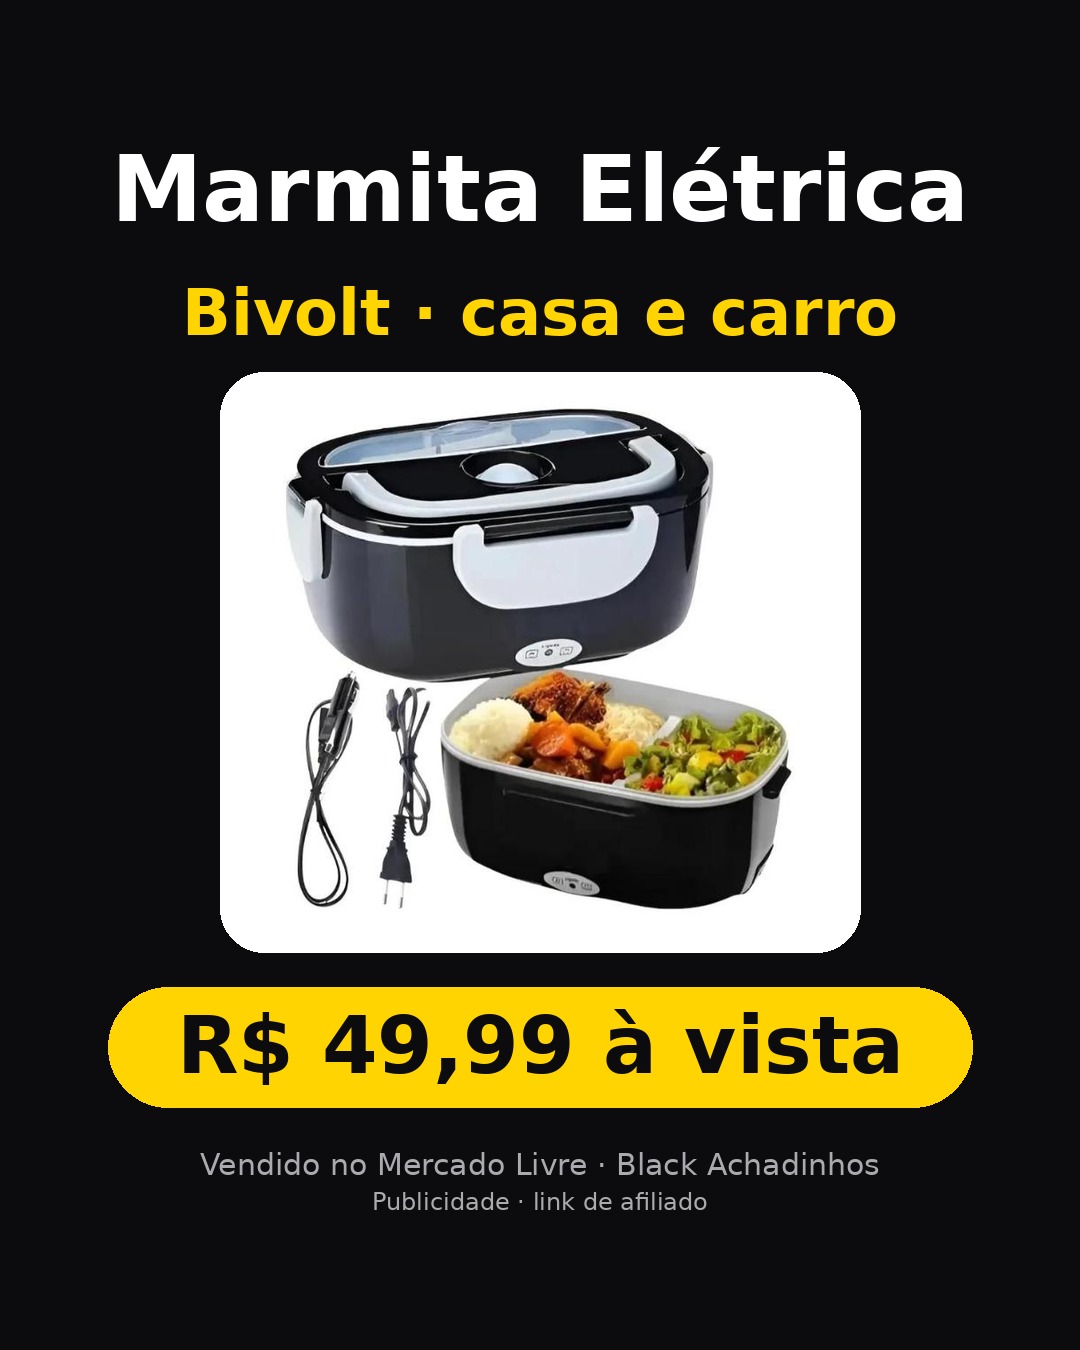 Marmita Elétrica
Bivolt · casa e carro
R$ 49,99 à vista
Vendido no Mercado Livre · Black Achadinhos
Publicidade · link de afiliado